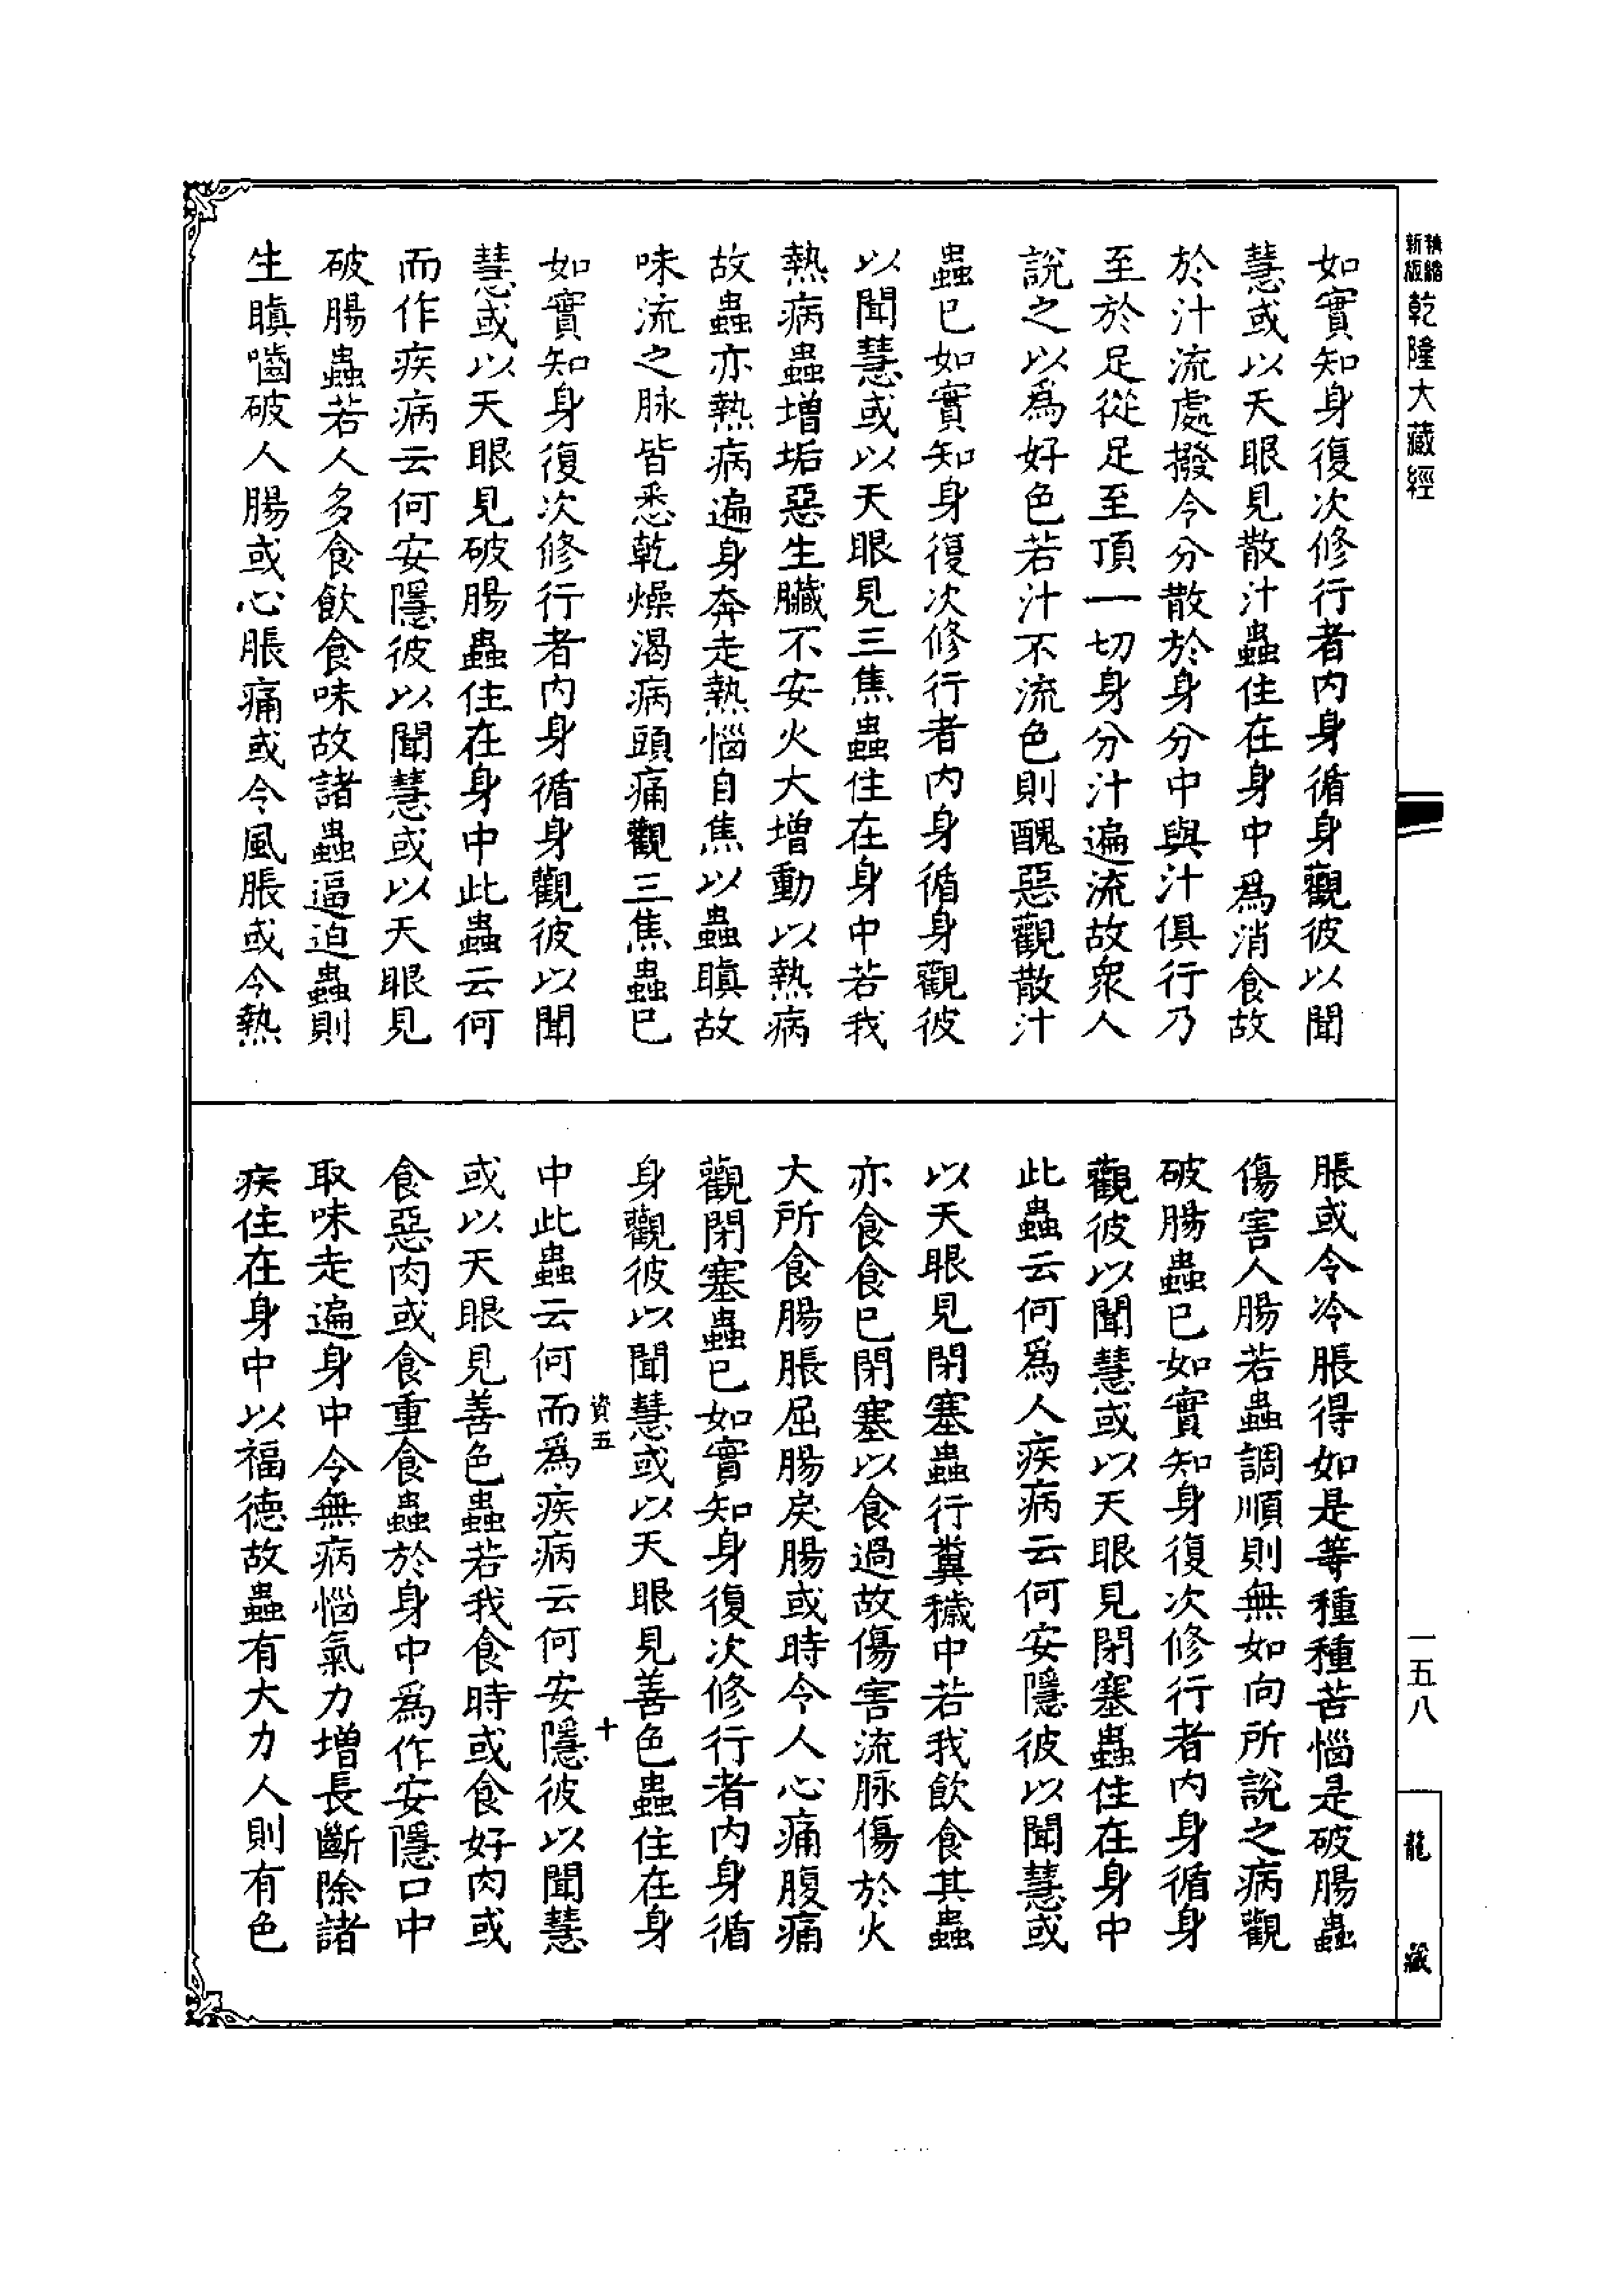 新版
精縮
乾隆大藏經
一五八
龍藏
如實知身復次修行者內身循身觀彼以聞
慧或以天眼見散汁蟲住在身中爲消食故
於汁流處撥令分散於身分中與汁俱行乃
至於足從足至頂一切身分汁遍流故衆人
說之以爲好色若汁不流色則醜惡觀散汁
蟲已如實知身復次修行者內身循身觀彼
以聞慧或以天眼見三焦蟲住在身中若我
熱病蟲增垢惡生臟不安火大增動以熱病
故蟲亦熱病遍身奔走熱惱自焦以蟲瞋故
味流之脉皆悉乾燥渴病頭痛觀三焦蟲已
如實知身復次修行者內身循身觀彼以聞
慧或以天眼見破腸蟲住在身中此蟲云何
而作疾病云何安隱彼以聞慧或以天眼見
破腸蟲若人多食飲食味故諸蟲逼迫蟲則
生瞋嚙破人腸或心脹痛或令風脹或令熱
脹或令冷脹得如是等種種苦惱是破腸蟲
傷害人腸若蟲調順則無如向所說之病觀
破腸蟲已如實知身復次修行者內身循身
觀彼以聞慧或以天眼見閉塞蟲住在身中
此蟲云何爲人疾病云何安隱彼以聞慧或
以天眼見閉塞蟲行糞穢中若我飲食其蟲
亦食食已閉塞以食過故傷害流脉傷於火
大所食腸脹屈腸戾腸或時令人心痛腹痛
觀閉塞蟲已如實知身復次修行者內身循
身觀彼以聞慧或以天眼見善色蟲住在身
資五 十
中此蟲云何而爲疾病云何安隱彼以聞慧
或以天眼見善色蟲若我食時或食好肉或
食惡肉或食重食蟲於身中爲作安隱口中
取味走遍身中令無病惱氣力增長斷除諸
疾住在身中以福德故蟲有大力人則有色